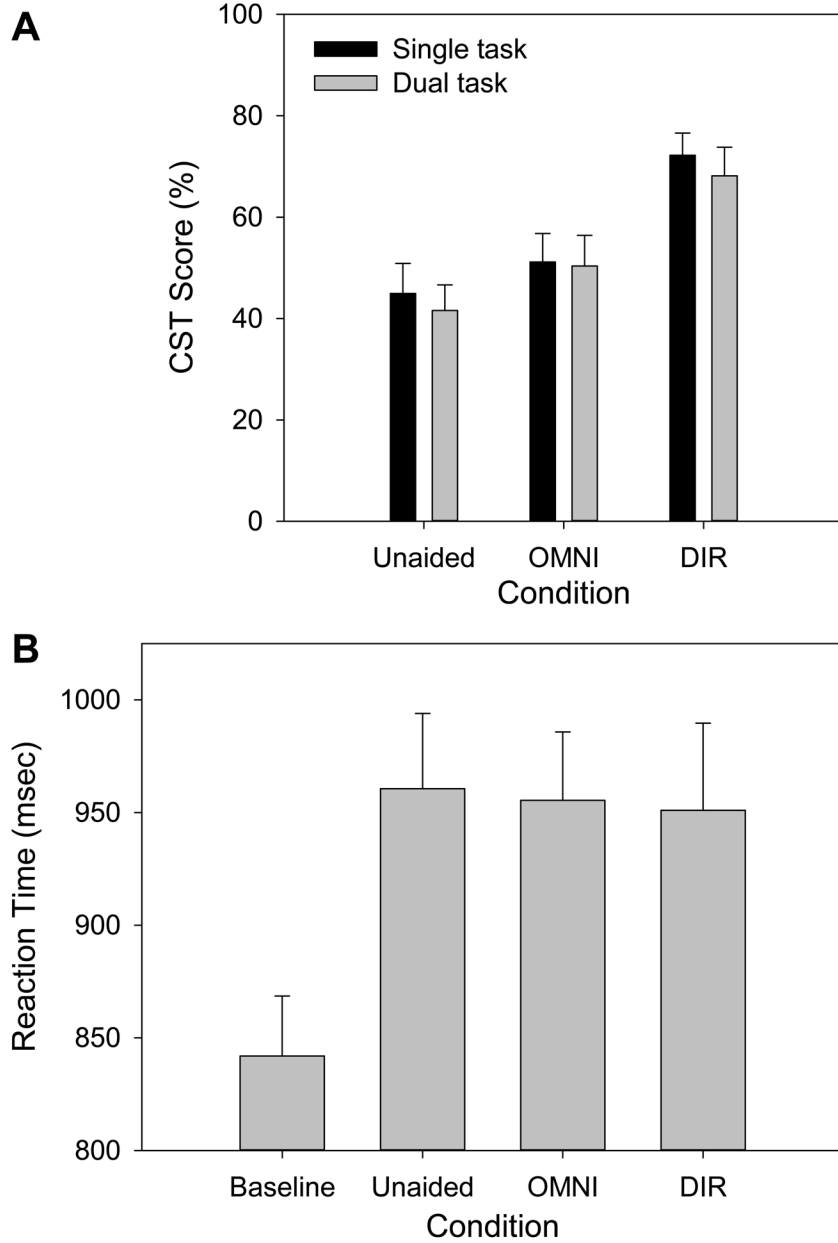 A
100
80
60
40
20
0
CST Score (%)
Single task
Dual task
Unaided OMNI DIR
Condition
B
1000
950
900
850
800
Reaction Time (msec)
Baseline Unaided OMNI DIR
Condition